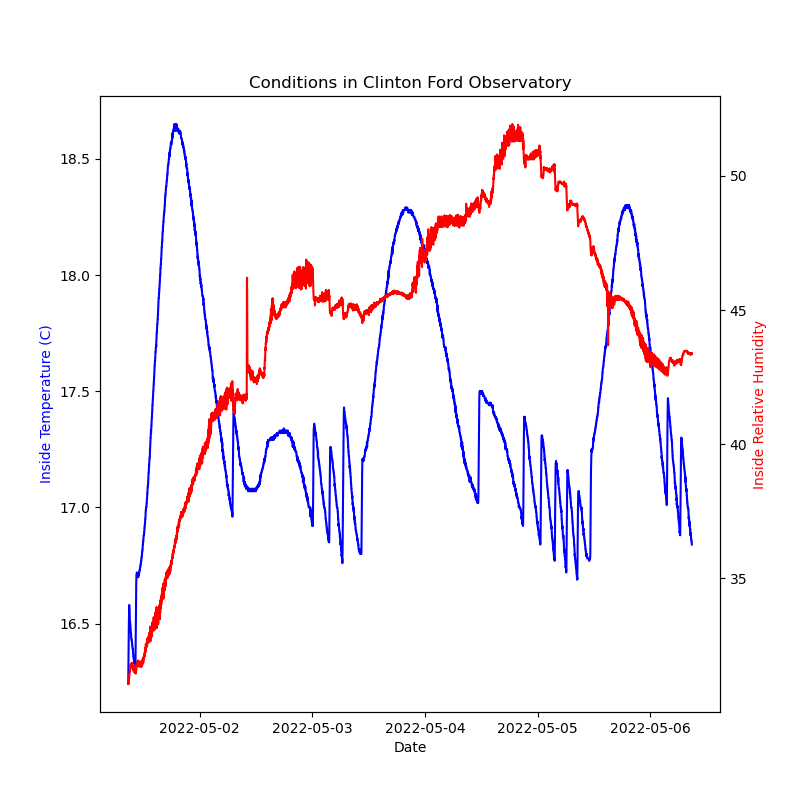 Conditions in Clinton Ford Observatory
18.5
18.0
17.5
17.0
16.5
Inside Temperature (C)
50
45
40
35
Inside Relative Humidity
2022-05-02 2022-05-03 2022-05-04 2022-05-05 2022-05-06
Date